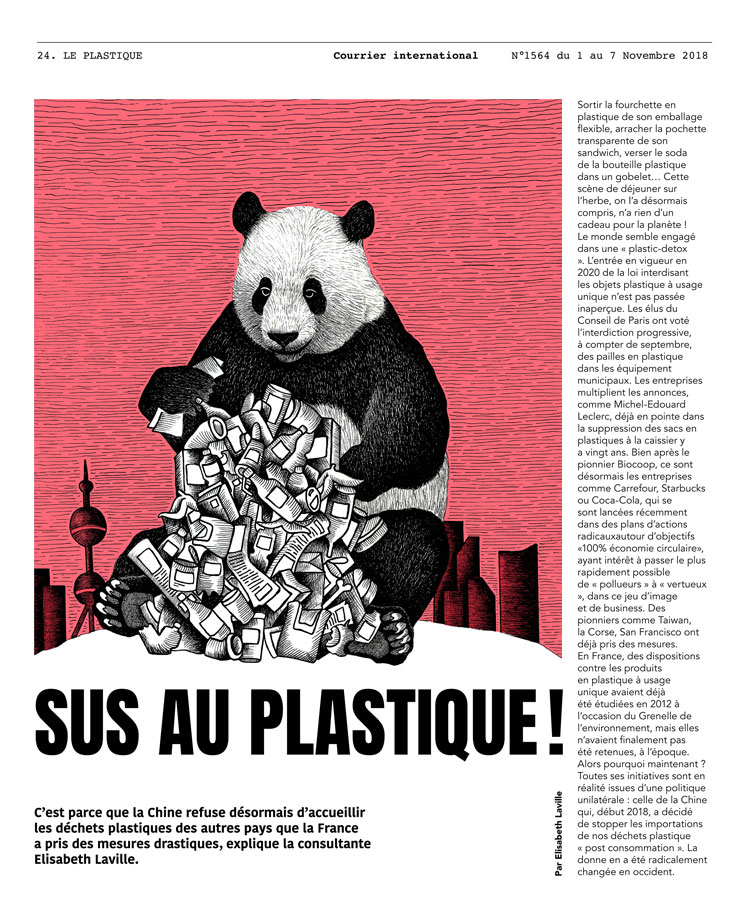 24. LE PLASTIQUE
Courrier international
N°1564 du 1 au 7 Novembre 2018
SUS AU PLASTIQUE !
C’est parce que la Chine refuse désormais d’accueillir
les déchets plastiques des autres pays que la France
a pris des mesures drastiques, explique la consultante
Elisabeth Laville.
Par Elisabeth Laville
Sortir la fourchette en
plastique de son emballage
flexible, arracher la pochette
transparente de son
sandwich, verser le soda
de la bouteille plastique
dans un gobelet… Cette
scène de déjeuner sur
l’herbe, on l’a désormais
compris, n’a rien d’un
cadeau pour la planète !
Le monde semble engagé
dans une « plastic-detox
». L’entrée en vigueur en
2020 de la loi interdisant
les objets plastique à usage
unique n’est pas passée
inaperçue. Les élus du
Conseil de Paris ont voté
l’interdiction progressive,
à compter de septembre,
des pailles en plastique
dans les équipement
municipaux. Les entreprises
multiplient les annonces,
comme Michel-Edouard
Leclerc, déjà en pointe dans
la suppression des sacs en
plastiques à la caissier y
a vingt ans. Bien après le
pionnier Biocoop, ce sont
désormais les entreprises
comme Carrefour, Starbucks
ou Coca-Cola, qui se
sont lancées récemment
dans des plans d’actions
radicauxautour d’objectifs
«100% économie circulaire»,
ayant intérêt à passer le plus
rapidement possible
de « pollueurs » à « vertueux
», dans ce jeu d’image
et de business. Des
pionniers comme Taiwan,
la Corse, San Francisco ont
déjà pris des mesures.
En France, des dispositions
contre les produits
en plastique à usage
unique avaient déjà
été étudiées en 2012 à
l’occasion du Grenelle de
l’environnement, mais elles
n’avaient finalement pas
été retenues, à l’époque.
Alors pourquoi maintenant ?
Toutes ses initiatives sont en
réalité issues d’une politique
unilatérale : celle de la Chine
qui, début 2018, a décidé
de stopper les importations
de nos déchets plastique
« post consommation ». La
donne en a été radicalement
changée en occident.